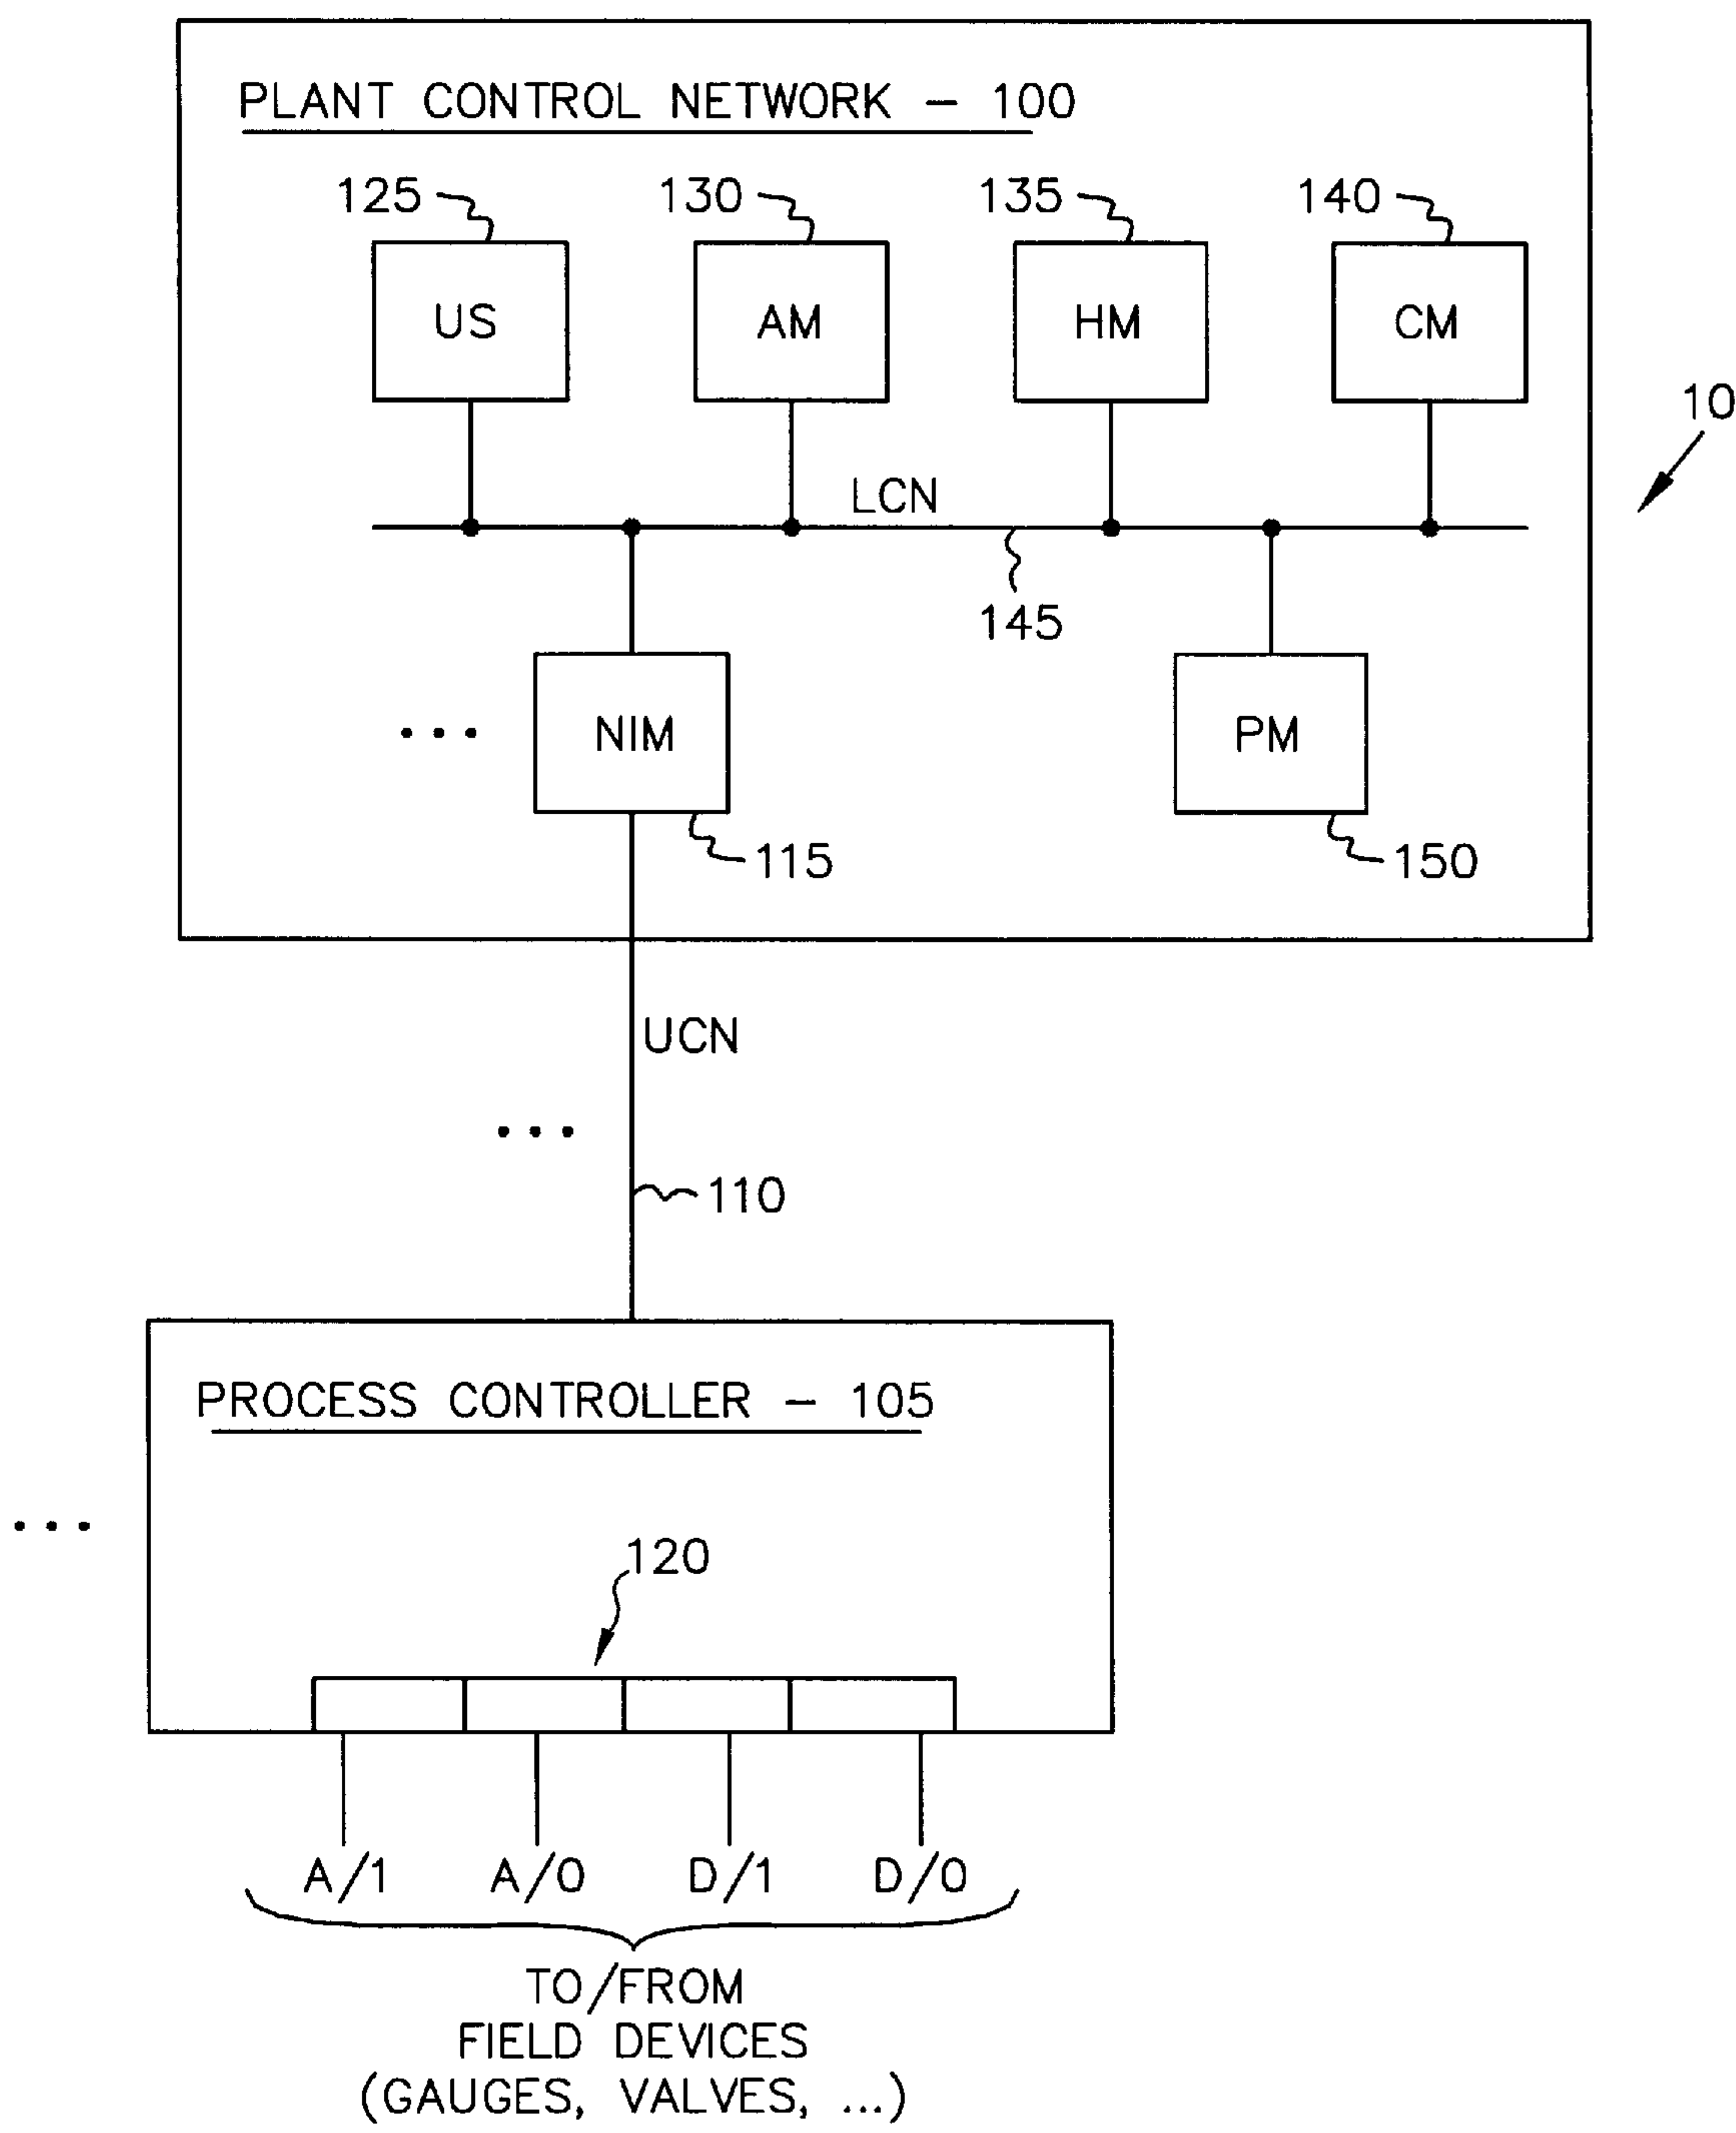 PLANT CONTROL NETWORK - 100
125
130
135
140
US
AM
HM
CM
10
LCN
145
...
NIM
PM
115
150
UCN
...
110
PROCESS CONTROLLER - 105
...
120
A/1
A/0
D/1
D/0
TO/FROM
FIELD DEVICES
(GAUGES, VALVES, ...)